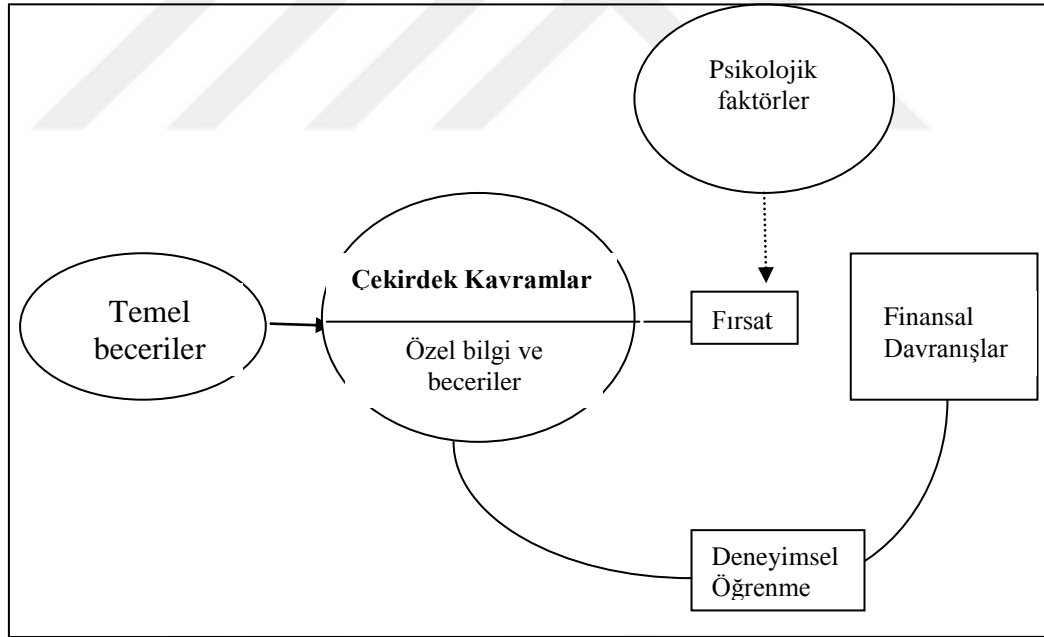 Psikolojik
faktörler
Temel
beceriler
Çekirdek Kavramlar
Özel bilgi ve
beceriler
Fırsat
Finansal
Davranışlar
Deneyimsel
Öğrenme